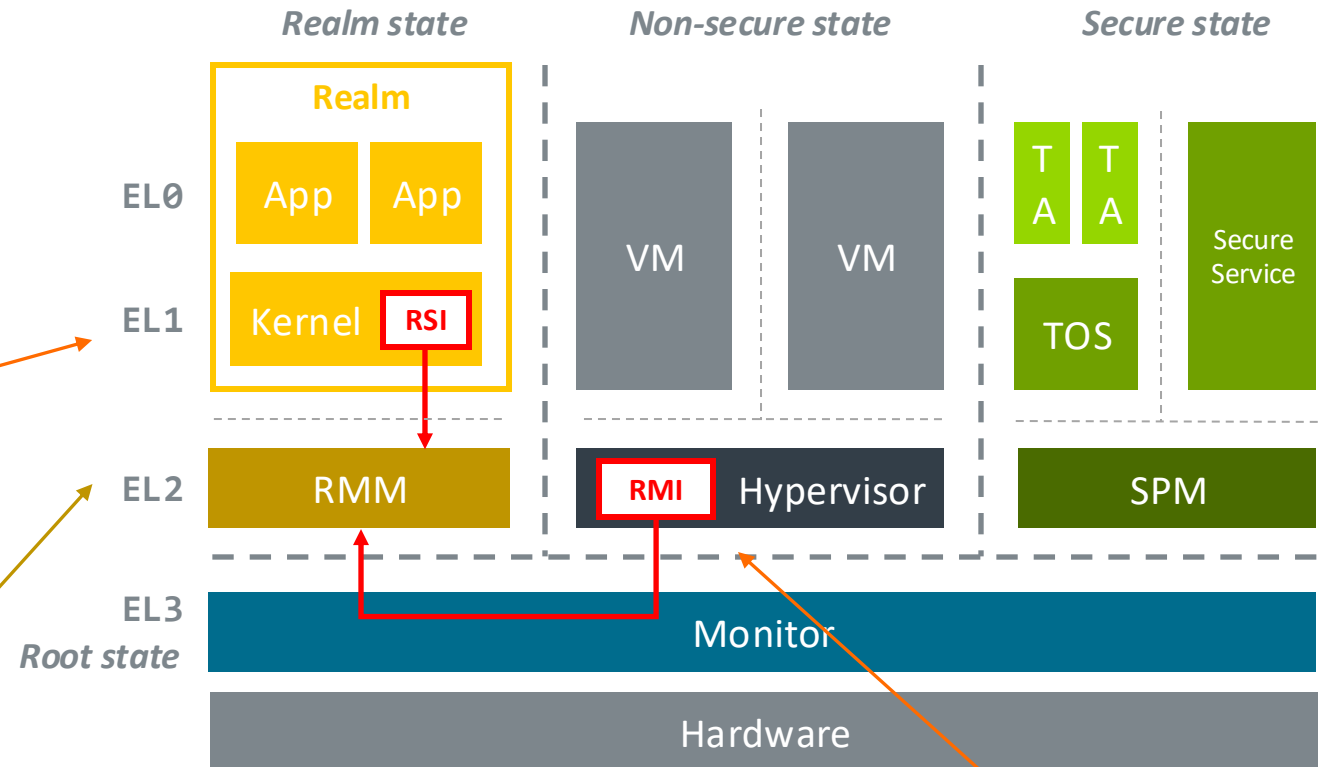 Realm state
Non-secure state
Secure state
Realm
EL0
App
App
VM
VM
T
A
T
A
Secure
Service
EL1
Kernel
RSI
TOS
EL2
RMM
RMI
Hypervisor
SPM
EL3
Root state
Monitor
Hardware